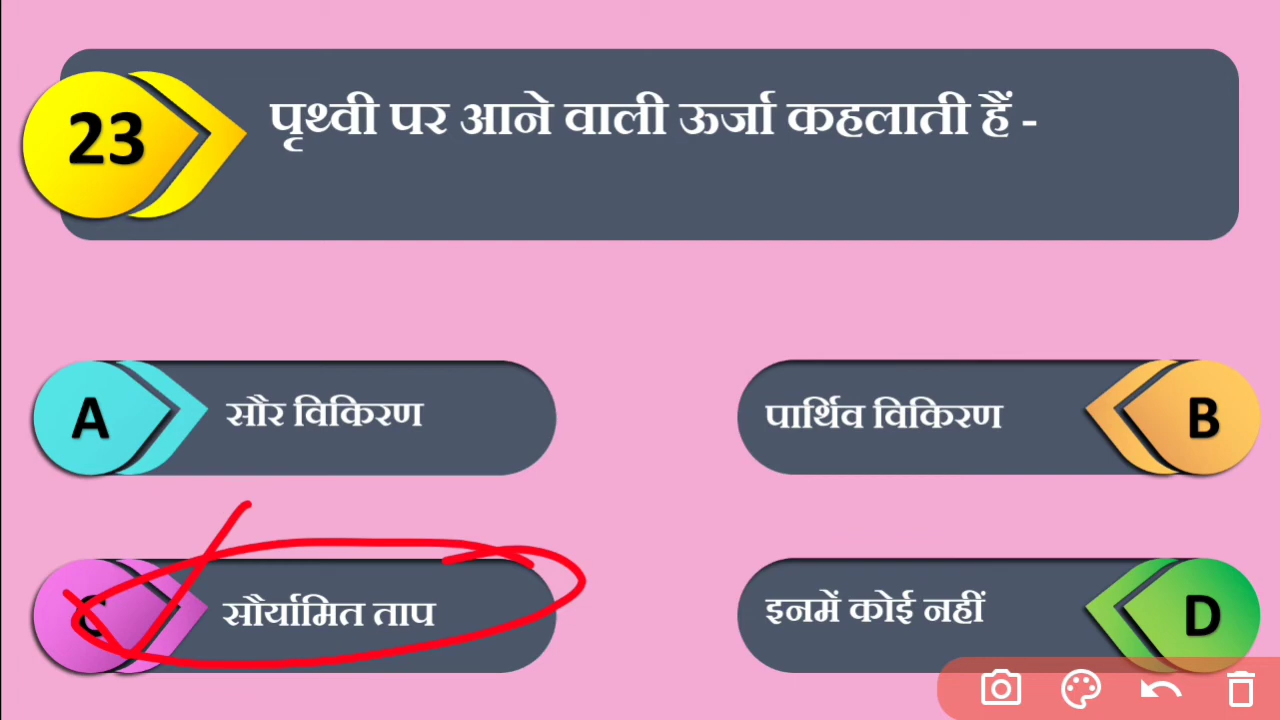 23
पृथ्वी पर आने वाली ऊर्जा कहलाती हैं -
A
सौर विकिरण
पार्थिव विकिरण
B
C
सौर्यामित ताप
इनमें कोई नहीं
D